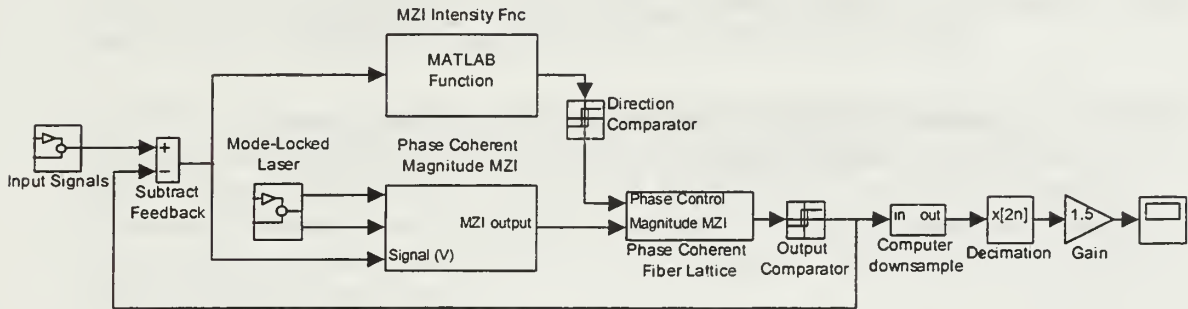 MZI Intensity Fnc
MATLAB
Function
Direction
Comparator
Mode-Locked
Laser
Phase Coherent
Magnitude MZI
+
−
Input Signals
Subtract
Feedback
MZI output
Signal (V)
Phase Control
Magnitude MZI
Phase Coherent
Fiber Lattice
Output
Comparator
in out
Computer
downsample
x[2n]
Decimation
1.5
Gain